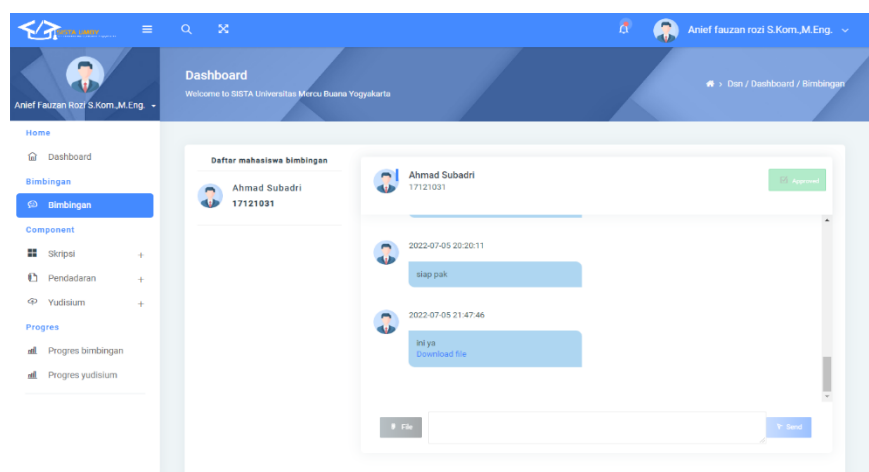 SISTA UMBY
Anief fauzan rozi S.Kom.,M.Eng.
Anief Fauzan Rozi S.Kom.,M.Eng.
Dashboard
Welcome to SISTA Universitas Mercu Buana Yogyakarta
Dsn / Dashboard / Bimbingan
Home
Dashboard
Bimbingan
Bimbingan
Component
Skripsi +
Pendadaran +
Yudisium +
Progres
Progres bimbingan
Progres yudisium
Daftar mahasiswa bimbingan
Ahmad Subadri
17121031
Ahmad Subadri
17121031
Approved
2022-07-05 20:20:11
siap pak
2022-07-05 21:47:46
ini ya
Download file
File
Send